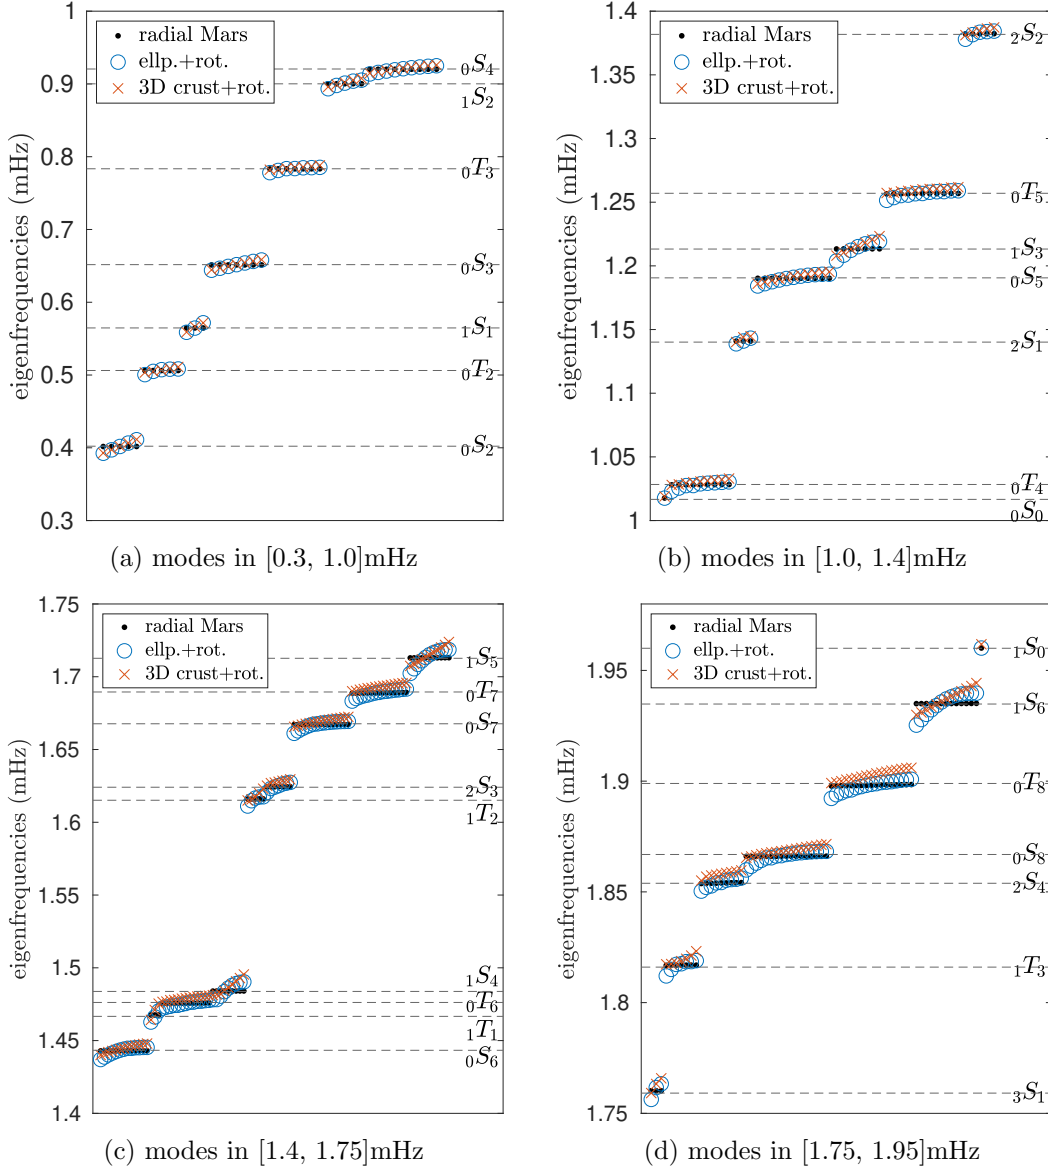 1
0.9
0.8
0.7
0.6
0.5
0.4
0.3
eigenfrequencies (mHz)
radial Mars
ellp.+rot.
3D crust+rot.
₀S₄
₁S₂
₀T₃
₀S₃
₁S₁
₀T₂
₀S₂
(a) modes in [0.3, 1.0]mHz
1.4
1.35
1.3
1.25
1.2
1.15
1.1
1.05
1
eigenfrequencies (mHz)
radial Mars
ellp.+rot.
3D crust+rot.
₂S₂
₀T₅
₁S₃
₀S₅
₂S₁
₀T₄
₀S₀
(b) modes in [1.0, 1.4]mHz
1.75
1.7
1.65
1.6
1.55
1.5
1.45
1.4
eigenfrequencies (mHz)
radial Mars
ellp.+rot.
3D crust+rot.
₁S₅
₀T₇
₀S₇
₂S₃
₁T₂
₁S₄
₀T₆
₁T₁
₀S₆
(c) modes in [1.4, 1.75]mHz
1.95
1.9
1.85
1.8
1.75
eigenfrequencies (mHz)
radial Mars
ellp.+rot.
3D crust+rot.
₁S₀
₁S₆
₀T₈
₀S₈
₂S₄
₁T₃
₃S₁
(d) modes in [1.75, 1.95]mHz